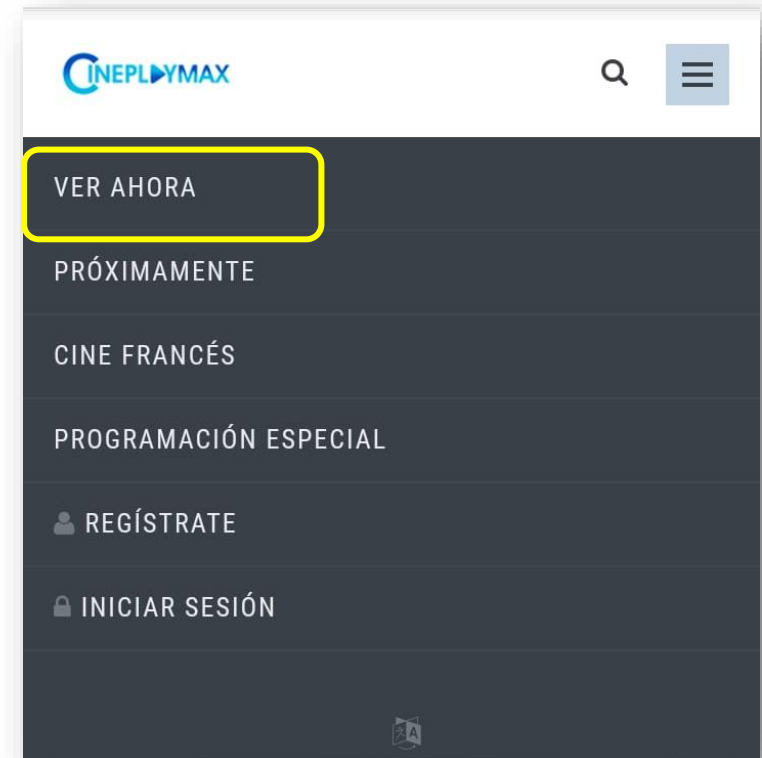 CINEPLAYMAX
VER AHORA
PRÓXIMAMENTE
CINE FRANCÉS
PROGRAMACIÓN ESPECIAL
REGÍSTRATE
INICIAR SESIÓN